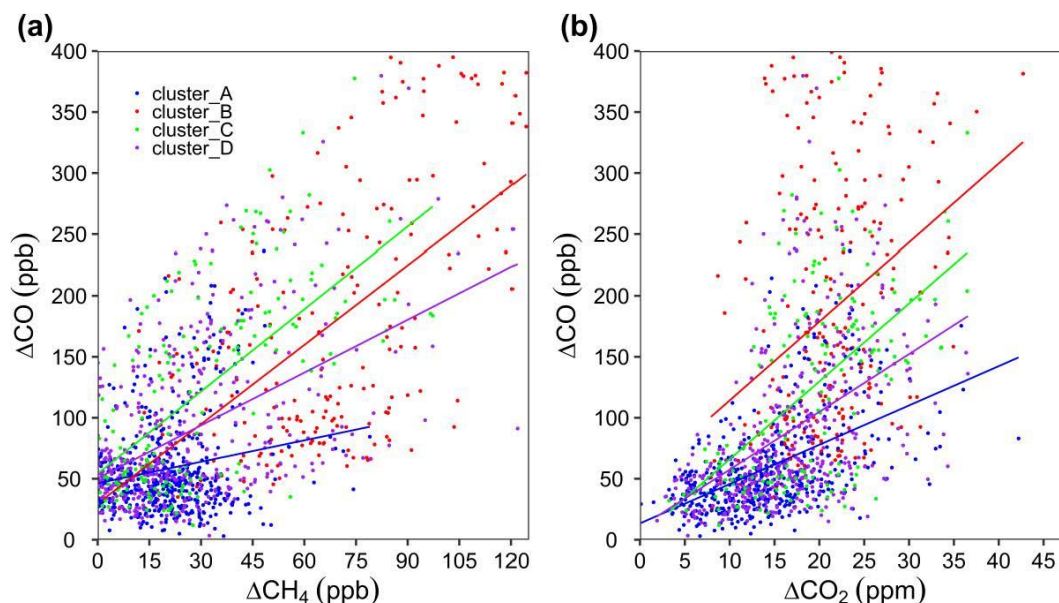 (a)
400
350
300
250
200
150
100
50
0
ΔCO (ppb)
cluster_A
cluster_B
cluster_C
cluster_D
0 15 30 45 60 75 90 105 120
ΔCH₄ (ppb)
(b)
400
350
300
250
200
150
100
50
0
ΔCO (ppb)
0 5 10 15 20 25 30 35 40 45
ΔCO₂ (ppm)